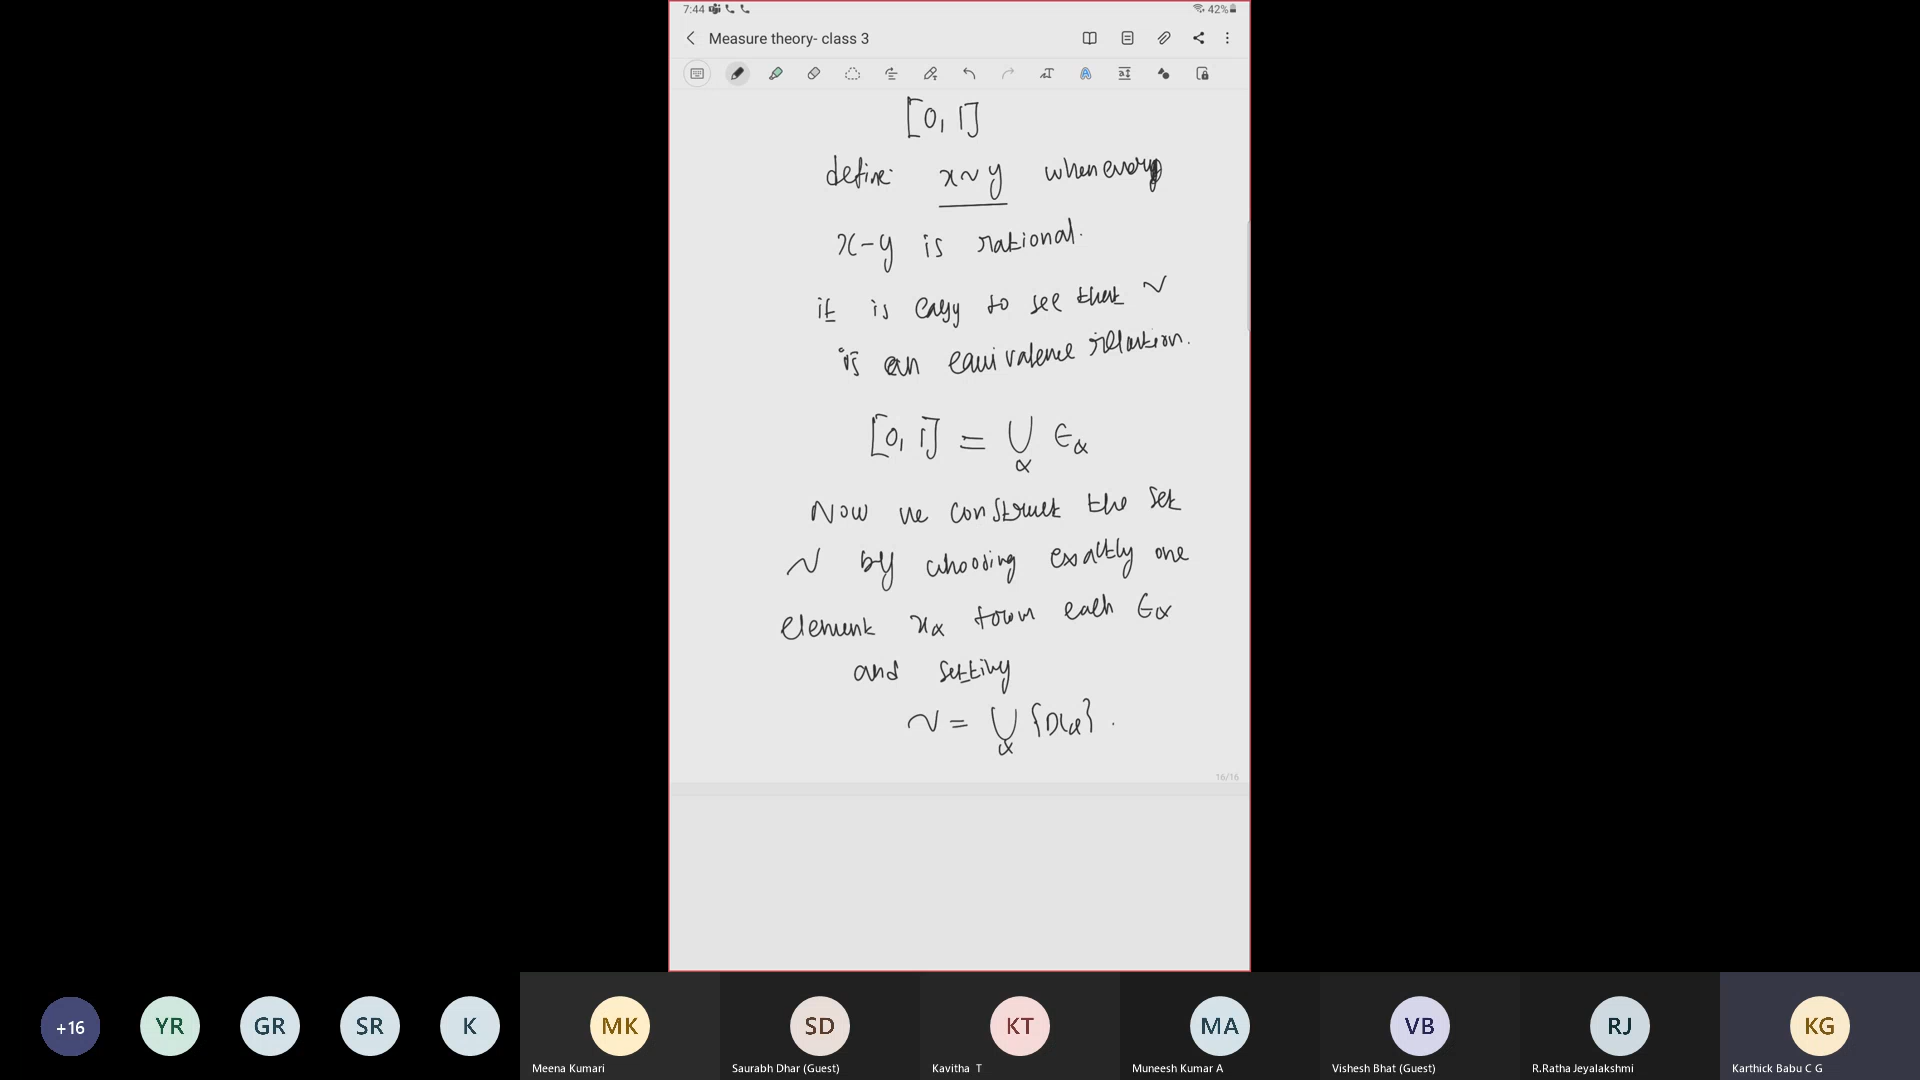 7:44
42%
Measure theory- class 3
[0, 1]
define: x~y whenever
x-y is rational.
it is easy to see that ~
is an equivalence relation.
[0, 1] = ∪α Eα
Now we construct the set
N by choosing exactly one
element xα from each Eα
and setting
N = ∪α {xα}.
16/16
+16 YR GR SR K MK SD KT MA VB RJ KG
Meena Kumari Saurabh Dhar (Guest) Kavitha T Muneesh Kumar A Vishesh Bhat (Guest) R.Ratha Jeyalakshmi Karthick Babu C G